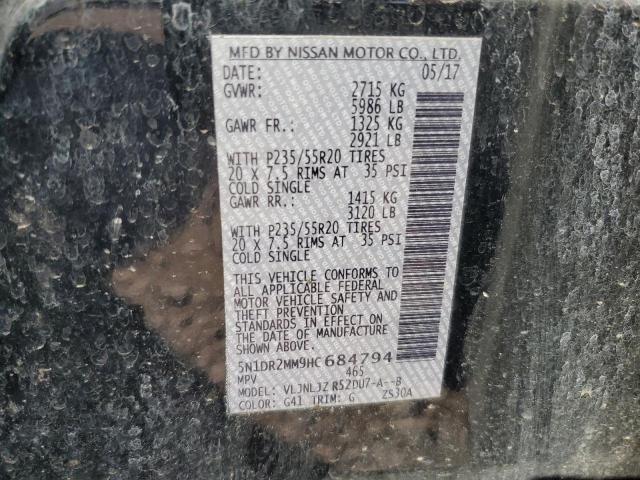 MFD BY NISSAN MOTOR CO., LTD.
DATE: 05/17
GVWR: 2715 KG
5986 LB
GAWR FR.: 1325 KG
2921 LB
WITH P235/55R20 TIRES
20 X 7.5 RIMS AT 35 PSI
COLD SINGLE
GAWR RR.: 1415 KG
3120 LB
WITH P235/55R20 TIRES
20 X 7.5 RIMS AT 35 PSI
COLD SINGLE
THIS VEHICLE CONFORMS TO
ALL APPLICABLE FEDERAL
MOTOR VEHICLE SAFETY AND
THEFT PREVENTION
STANDARDS IN EFFECT ON
THE DATE OF MANUFACTURE
SHOWN ABOVE.
5N1DR2MM9HC684794
MPV 465
MODEL: VLJNLJZ R52DU7-A--B
COLOR: G41 TRIM: G ZS30A